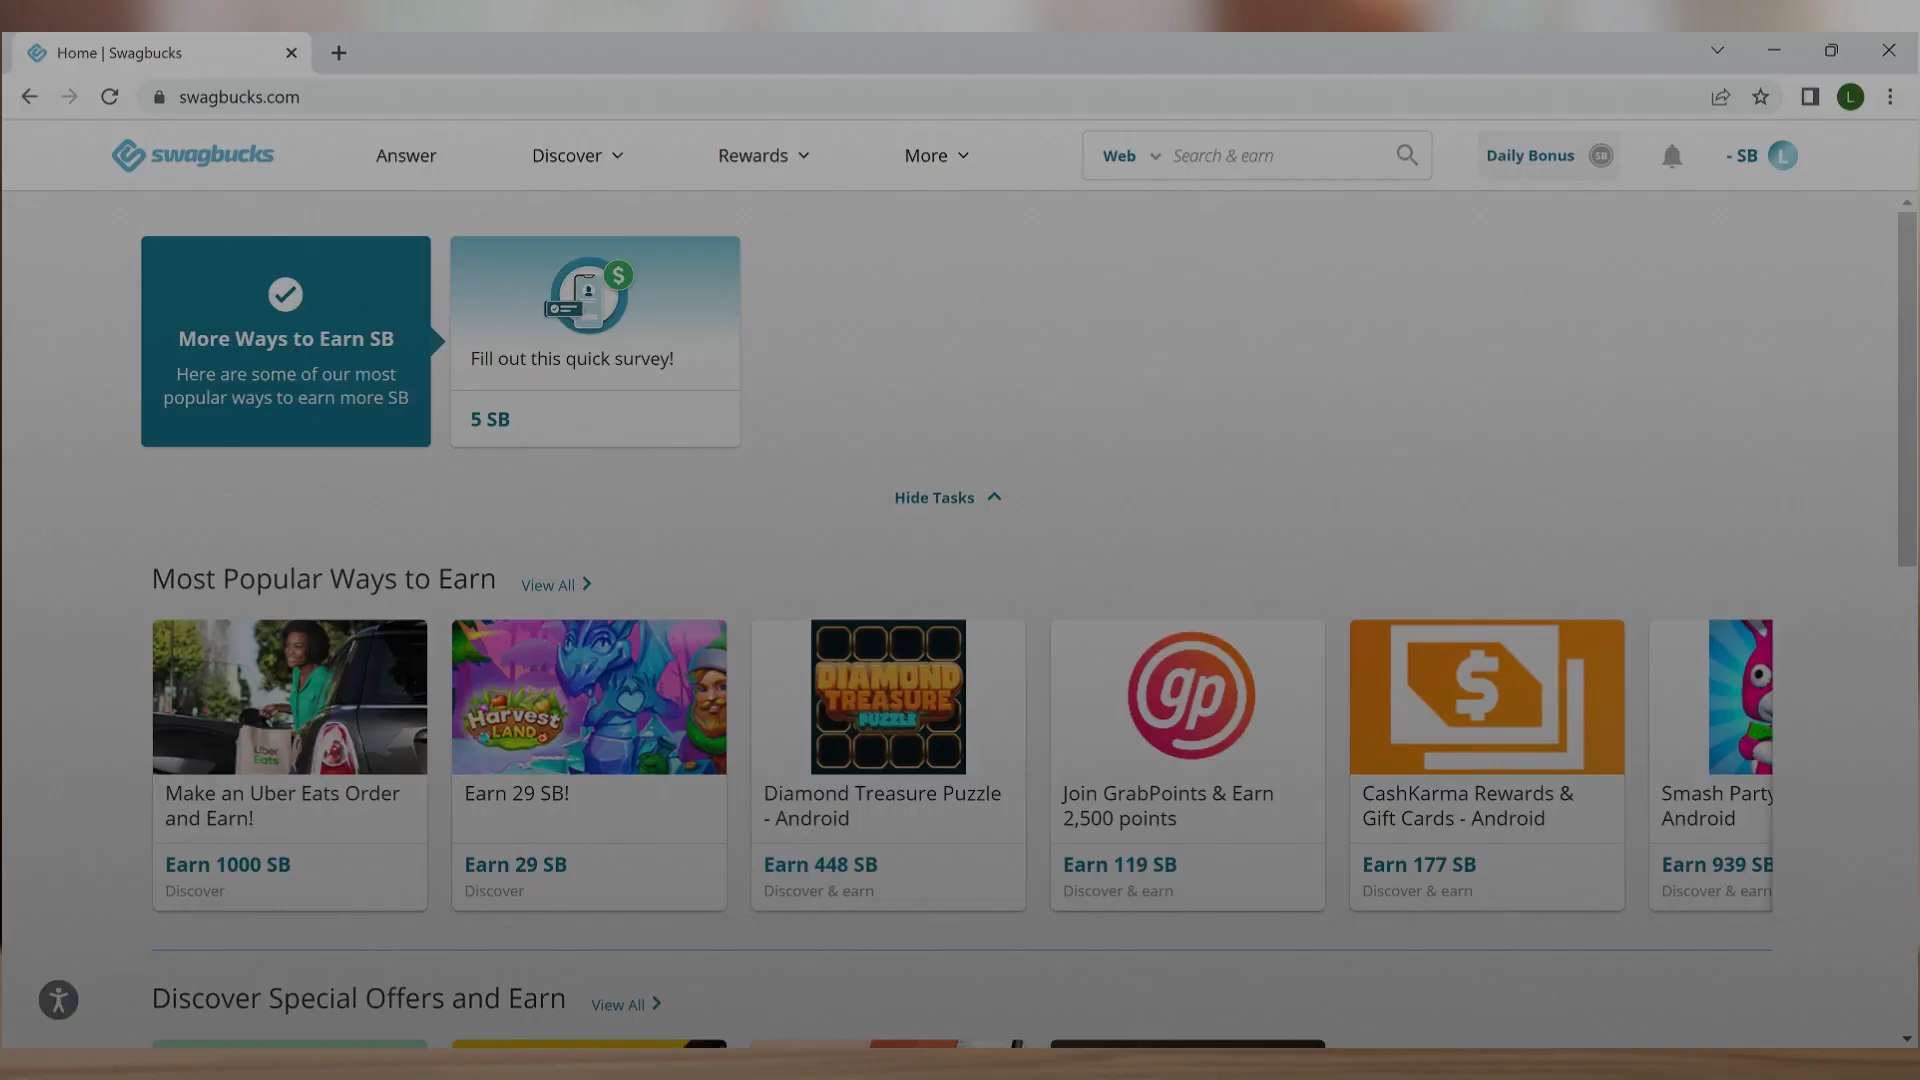 Home | Swagbucks
swagbucks.com
L
swagbucks
Answer
Discover
Rewards
More
Web
Search & earn
Daily Bonus
SB
- SB
L
More Ways to Earn SB
Here are some of our most
popular ways to earn more SB
$
Fill out this quick survey!
5 SB
Hide Tasks
Most Popular Ways to Earn
View All
Uber
Eats
Make an Uber Eats Order
and Earn!
Earn 1000 SB
Discover
Harvest
LAND
Earn 29 SB!
Earn 29 SB
Discover
DIAMOND
TREASURE
PUZZLE
Diamond Treasure Puzzle
- Android
Earn 448 SB
Discover & earn
gp
Join GrabPoints & Earn
2,500 points
Earn 119 SB
Discover & earn
$
CashKarma Rewards &
Gift Cards - Android
Earn 177 SB
Discover & earn
Smash Party
Android
Earn 939 SB
Discover & earn
Discover Special Offers and Earn
View All